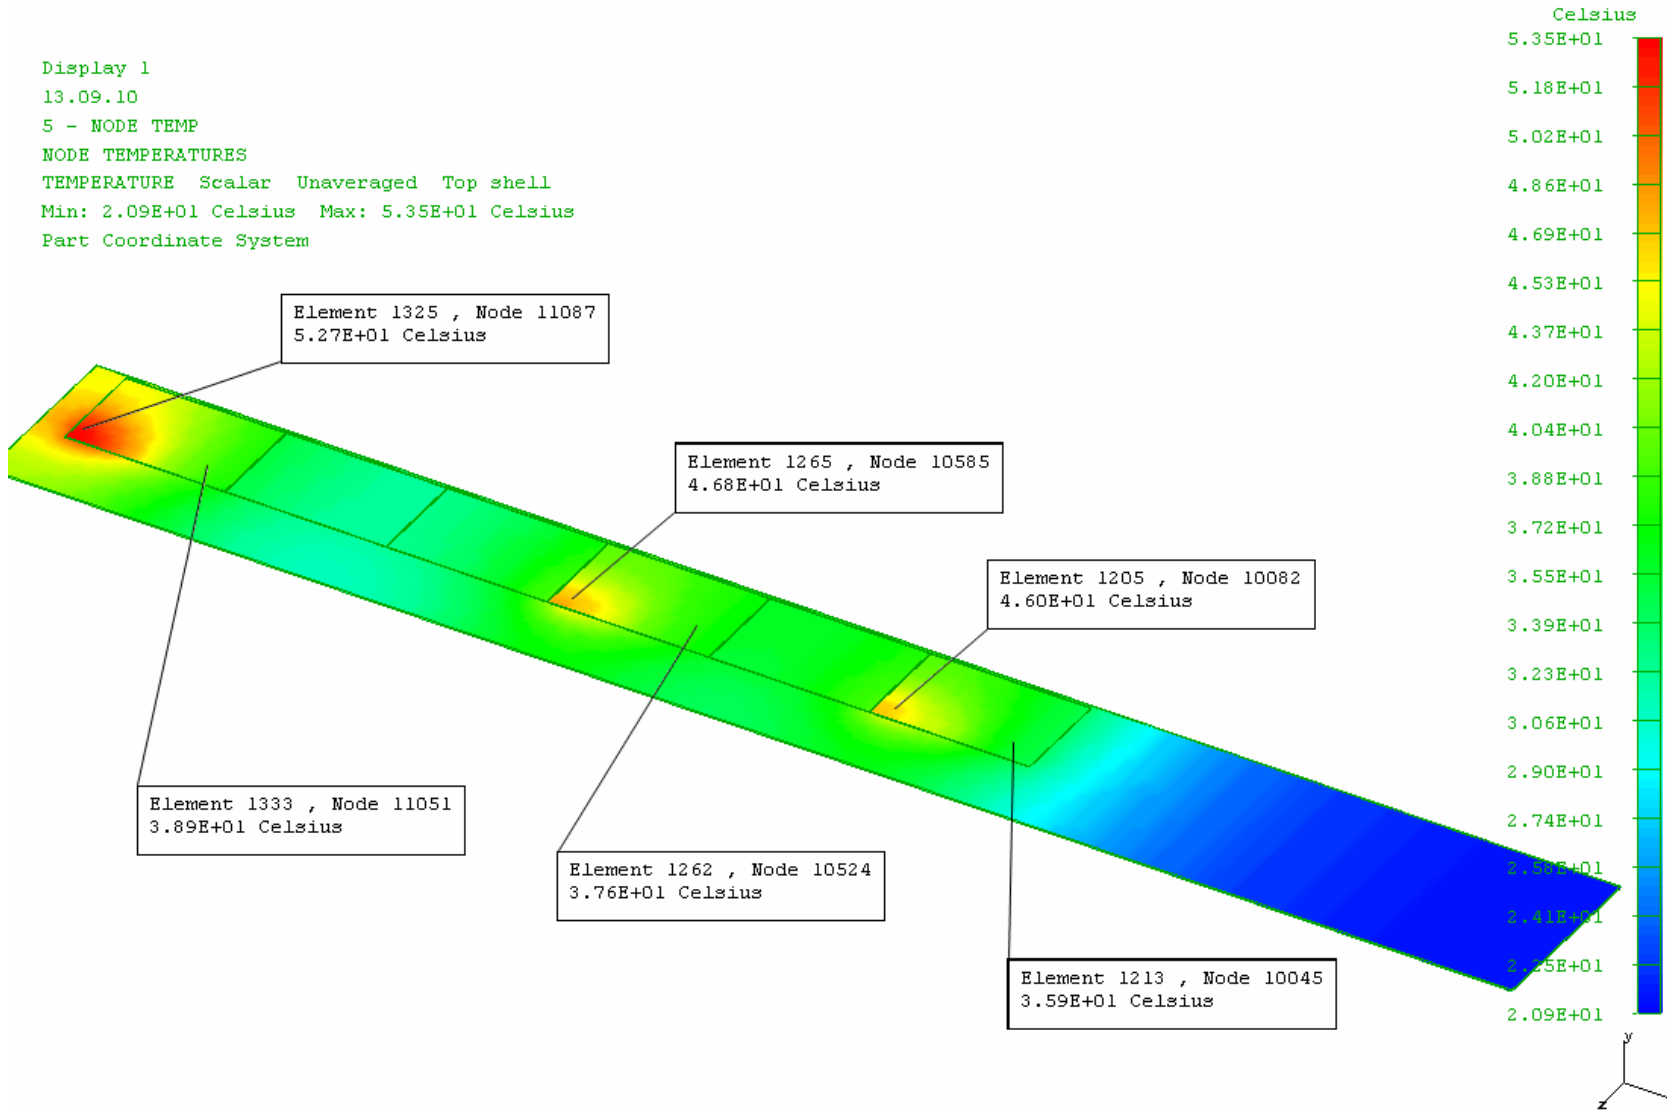 Celsius
5.35E+01
5.18E+01
5.02E+01
4.86E+01
4.69E+01
4.53E+01
4.37E+01
4.20E+01
4.04E+01
3.88E+01
3.72E+01
3.55E+01
3.39E+01
3.23E+01
3.06E+01
2.90E+01
2.74E+01
2.58E+01
2.41E+01
2.25E+01
2.09E+01
Display 1
13.09.10
5 - NODE TEMP
NODE TEMPERATURES
TEMPERATURE Scalar Unaveraged Top shell
Min: 2.09E+01 Celsius Max: 5.35E+01 Celsius
Part Coordinate System
Element 1325 , Node 11087
5.27E+01 Celsius
Element 1265 , Node 10585
4.68E+01 Celsius
Element 1205 , Node 10082
4.60E+01 Celsius
Element 1333 , Node 11051
3.89E+01 Celsius
Element 1262 , Node 10524
3.76E+01 Celsius
Element 1213 , Node 10045
3.59E+01 Celsius
y
z